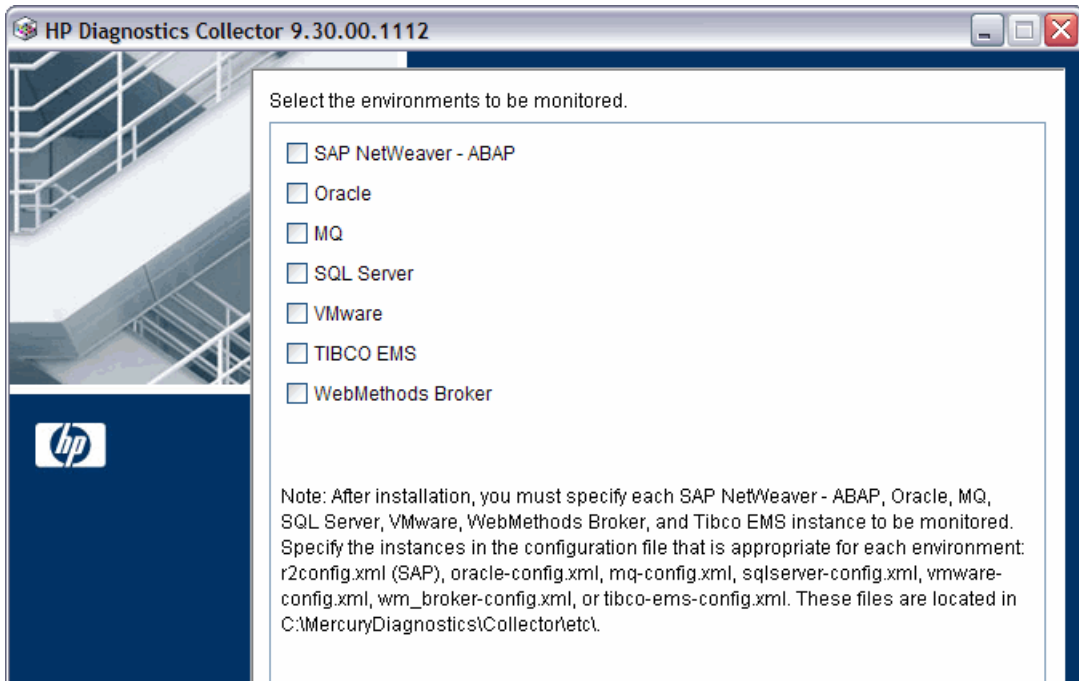 HP Diagnostics Collector 9.30.00.1112
Select the environments to be monitored.
SAP NetWeaver - ABAP
Oracle
MQ
SQL Server
VMware
TIBCO EMS
WebMethods Broker
hp
Note: After installation, you must specify each SAP NetWeaver - ABAP, Oracle, MQ,
SQL Server, VMware, WebMethods Broker, and Tibco EMS instance to be monitored.
Specify the instances in the configuration file that is appropriate for each environment:
r2config.xml (SAP), oracle-config.xml, mq-config.xml, sqlserver-config.xml, vmware-
config.xml, wm_broker-config.xml, or tibco-ems-config.xml. These files are located in
C:\MercuryDiagnostics\Collector\etc\.